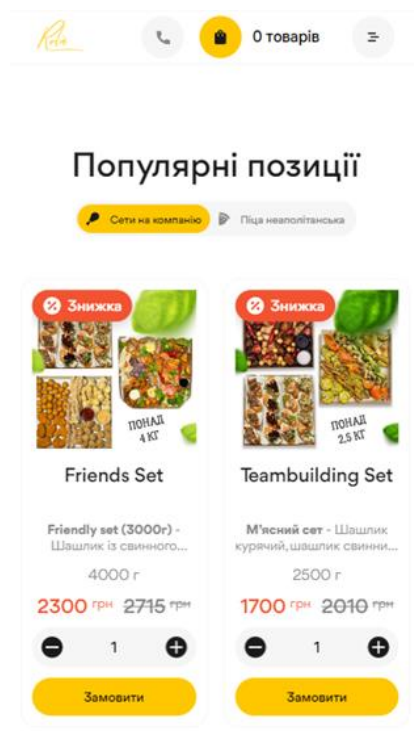 Rola
0 товарів
Популярні позиції
Сети на компанію
Піца неаполітанська
Знижка
ПОНАД
4 КГ
Friends Set
Friendly set (3000г) -
Шашлик із свинного...
4000 г
2300 грн 2715 грн
1
Замовити
Знижка
ПОНАД
2,5 КГ
Teambuilding Set
М'ясний сет - Шашлик
курячий, шашлик свинни...
2500 г
1700 грн 2010 грн
1
Замовити